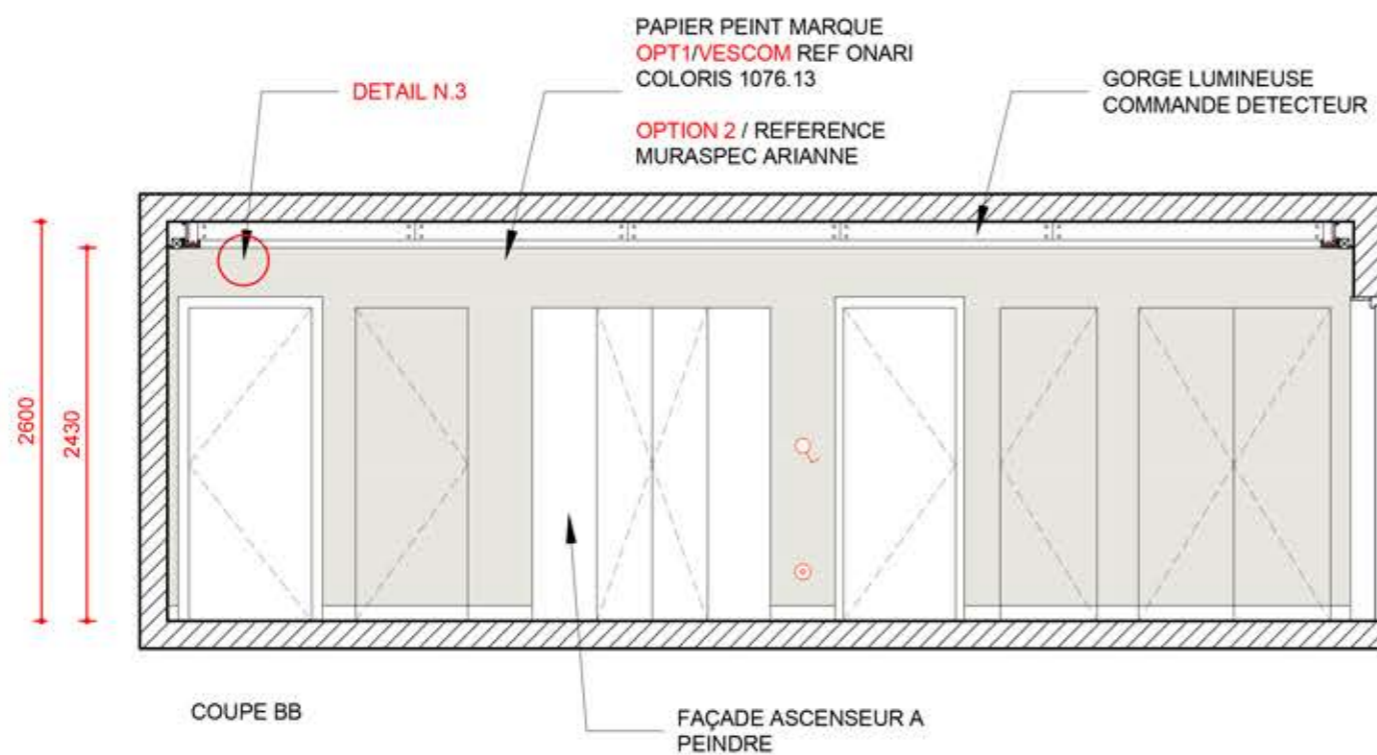 PAPIER PEINT MARQUE
OPT1/VESCOM REF ONARI
COLORIS 1076.13
OPTION 2 / REFERENCE
MURASPEC ARIANNE
DETAIL N.3
GORGE LUMINEUSE
COMMANDE DETECTEUR
2600
2430
COUPE BB
FAÇADE ASCENSEUR A
PEINDRE